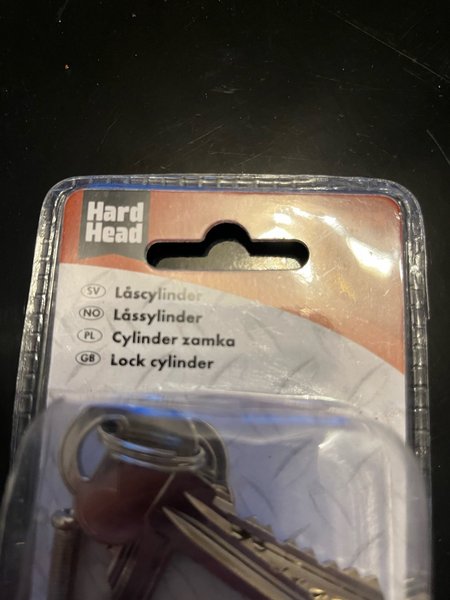 Hard
Head
SV Låscylinder
NO Låssylinder
PL Cylinder zamka
GB Lock cylinder